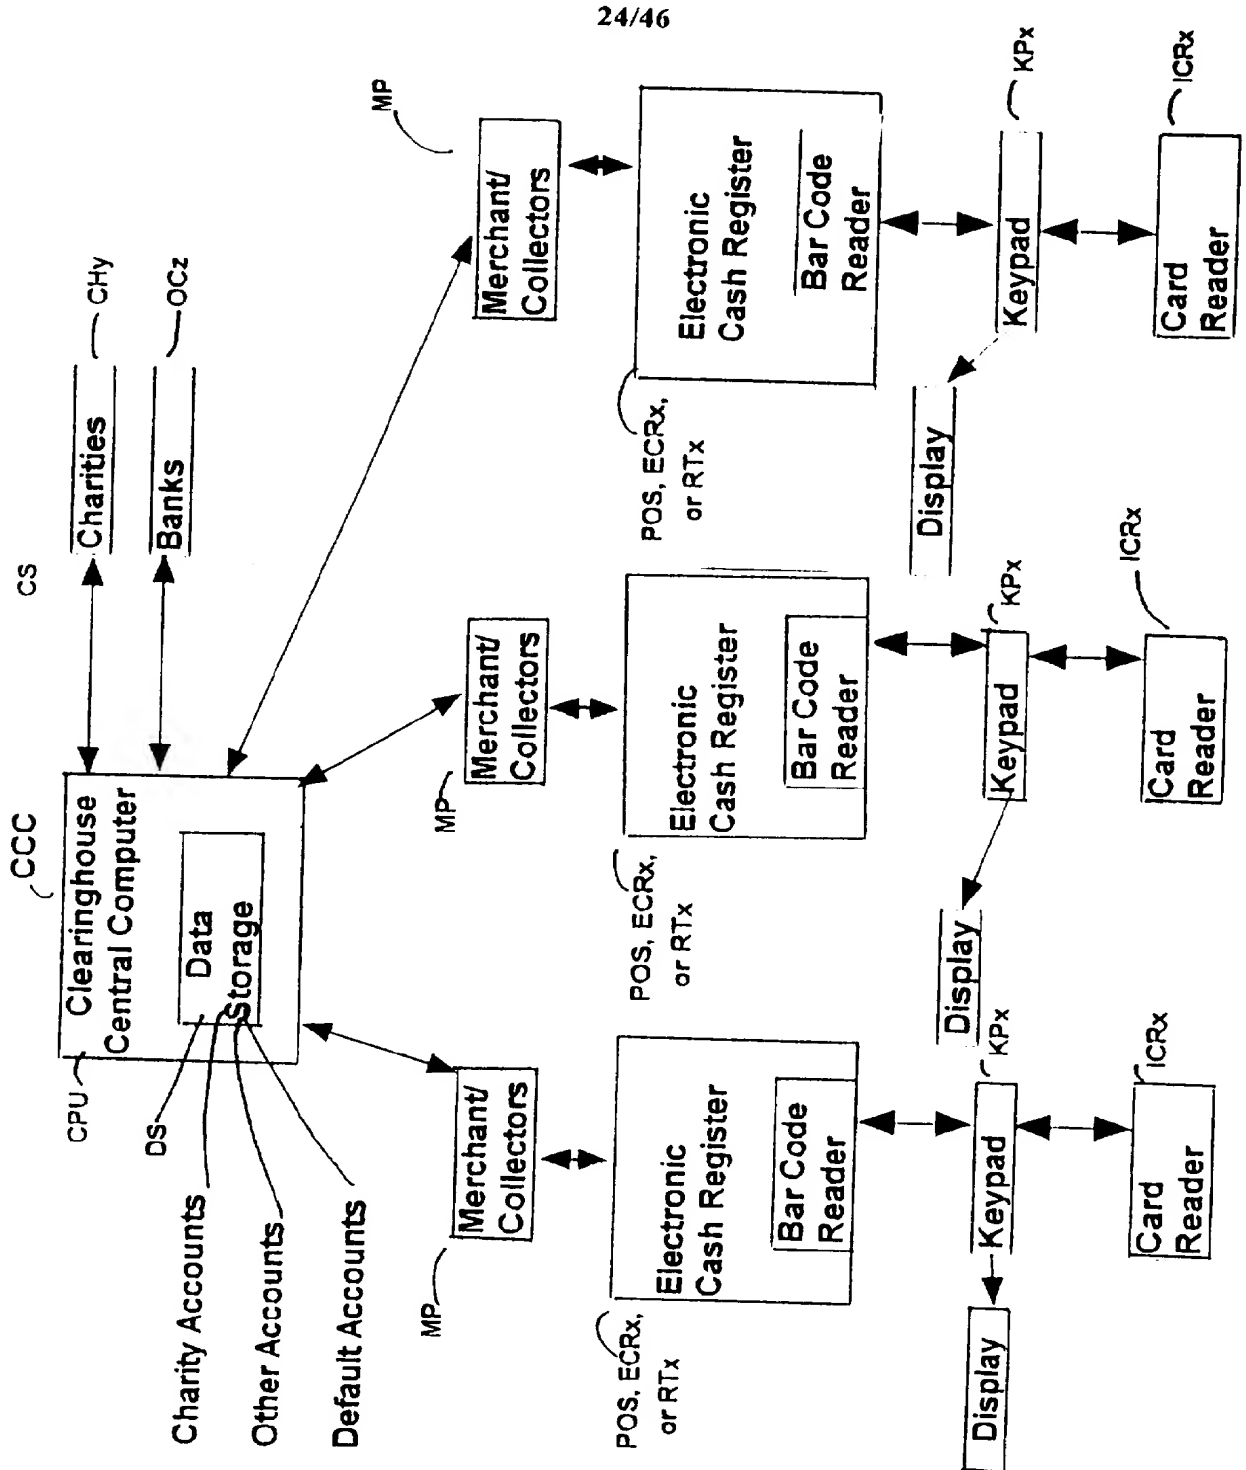 24/46
CS
CCC
CPU
Clearinghouse
Central Computer
Data
Storage
DS
Charity Accounts
Other Accounts
Default Accounts
Charities
CHy
Banks
OCz
MP
Merchant/
Collectors
POS, ECRx,
or RTx
Electronic
Cash Register
Bar Code
Reader
Display
Keypad
KPx
Card
Reader
ICRx
MP
Merchant/
Collectors
POS, ECRx,
or RTx
Electronic
Cash Register
Bar Code
Reader
Display
Keypad
KPx
Card
Reader
ICRx
MP
Merchant/
Collectors
POS, ECRx,
or RTx
Electronic
Cash Register
Bar Code
Reader
Display
Keypad
KPx
Card
Reader
ICRx